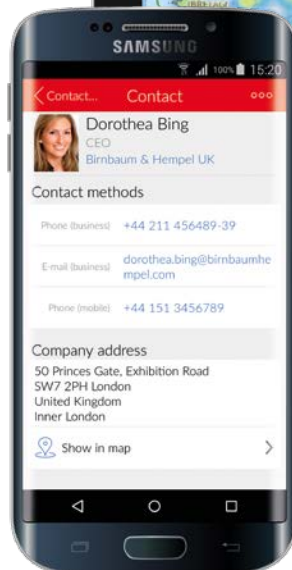 SAMSUNG
100% 15:20
Contact... Contact
Dorothea Bing
CEO
Birnbaum & Hempel UK
Contact methods
Phone (business) +44 211 456489-39
E-mail (business) dorothea.bing@birnbaumhe
mpel.com
Phone (mobile) +44 151 3456789
Company address
50 Princes Gate, Exhibition Road
SW7 2PH London
United Kingdom
Inner London
Show in map